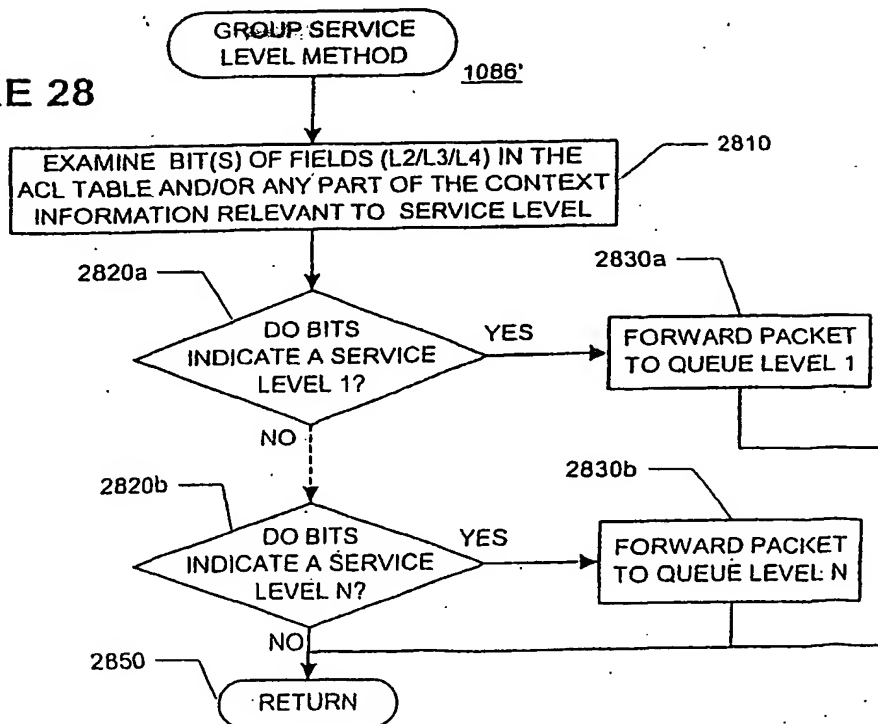 GROUP SERVICE
LEVEL METHOD
1086'
E 28
2810
EXAMINE BIT(S) OF FIELDS (L2/L3/L4) IN THE
ACL TABLE AND/OR ANY PART OF THE CONTEXT
INFORMATION RELEVANT TO SERVICE LEVEL
2820a
2830a
DO BITS
INDICATE A SERVICE
LEVEL 1?
YES
FORWARD PACKET
TO QUEUE LEVEL 1
NO
2820b
2830b
DO BITS
INDICATE A SERVICE
LEVEL N?
YES
FORWARD PACKET
TO QUEUE LEVEL N
NO
2850
RETURN